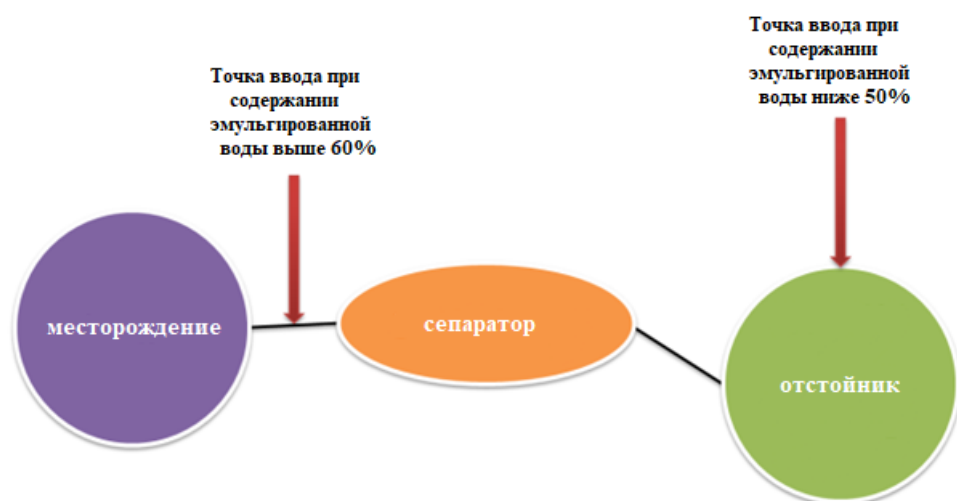 Точка ввода при
содержании
эмульгированной
воды выше 60%
Точка ввода при
содержании
эмульгированной
воды ниже 50%
месторождение
сепаратор
отстойник